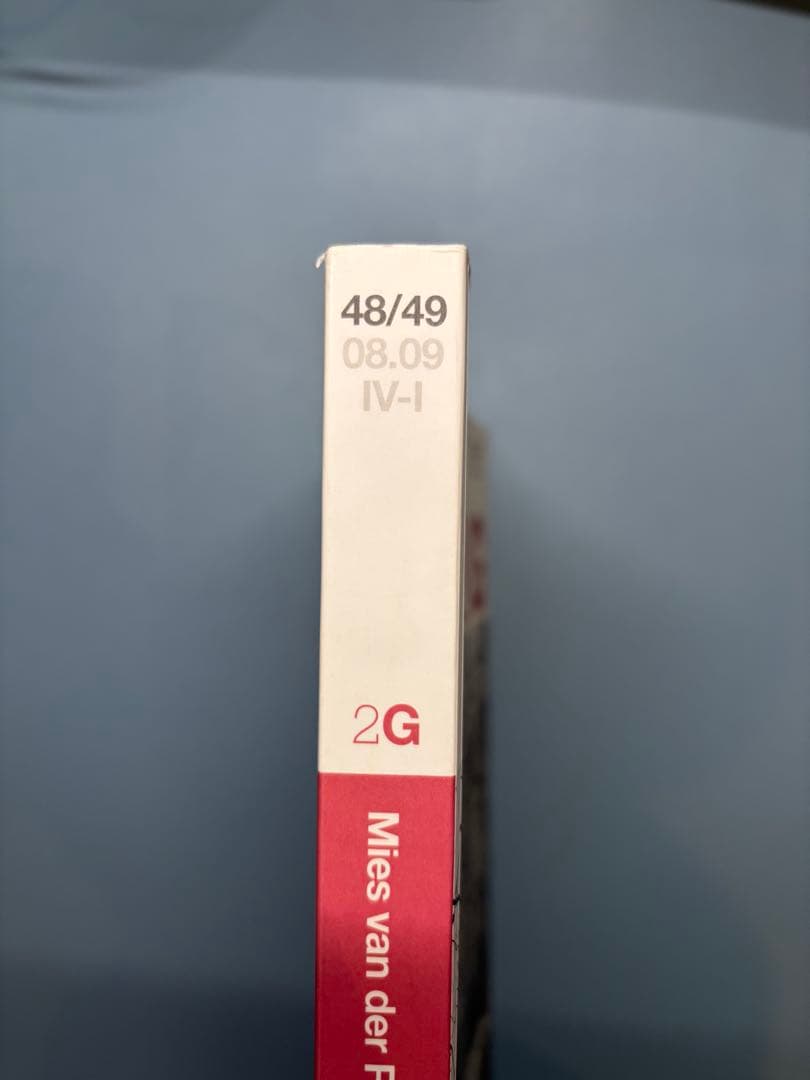 48/49
08.09
IV-I
2G
Mies van der